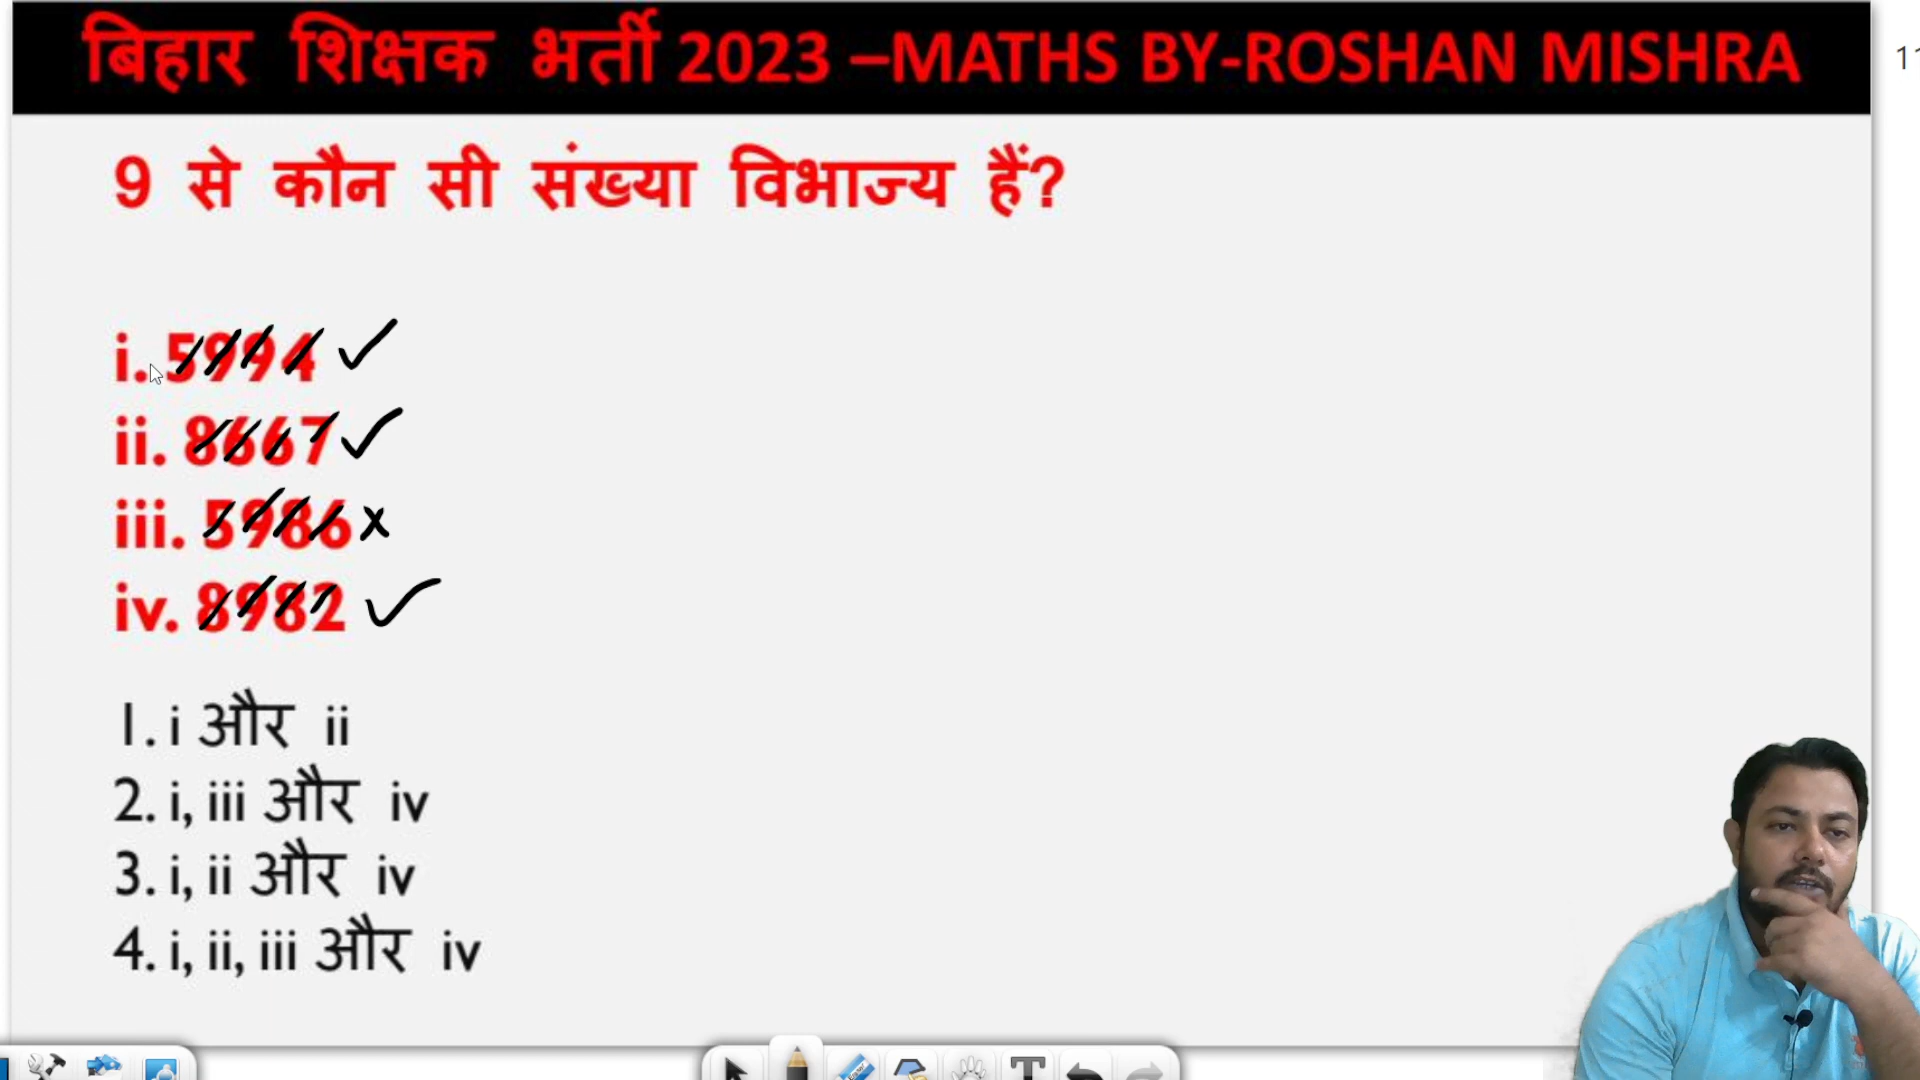 बिहार शिक्षक भर्ती 2023 –MATHS BY-ROSHAN MISHRA
9 से कौन सी संख्या विभाज्य हैं?
i. 5994 ✓
ii. 8667 ✓
iii. 5986 x
iv. 8982 ✓
1. i और ii
2. i, iii और iv
3. i, ii और iv
4. i, ii, iii और iv